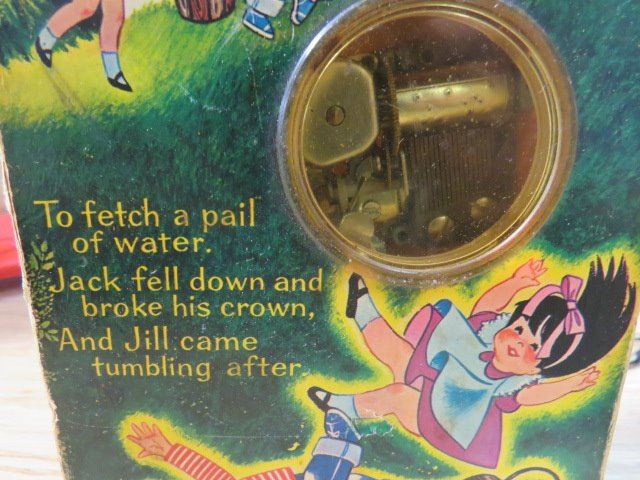 To fetch a pail
of water.
Jack fell down and
broke his crown,
And Jill came
tumbling after.